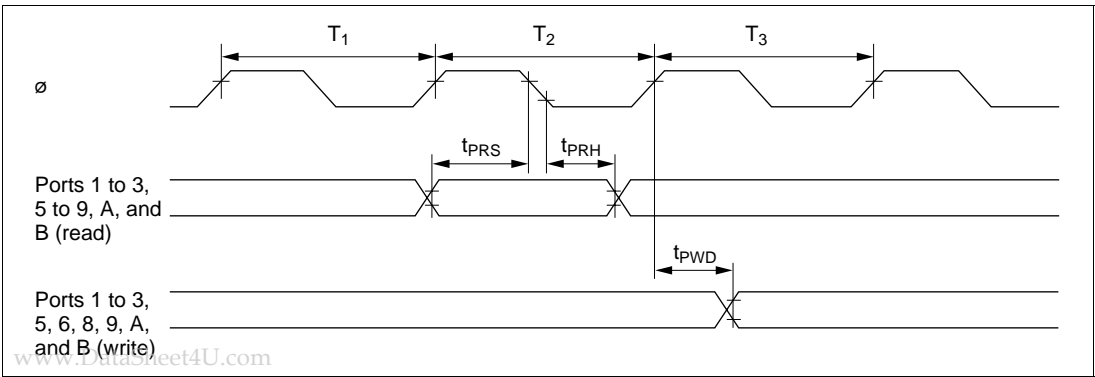 T1
T2
T3
ø
tPRS
tPRH
Ports 1 to 3,
5 to 9, A, and
B (read)
tPWD
Ports 1 to 3,
5, 6, 8, 9, A,
and B (write)
www.DataSheet4U.com